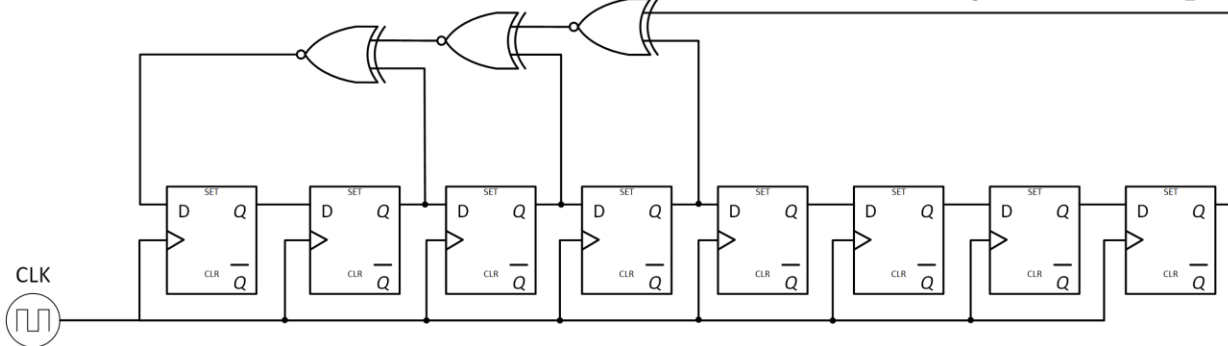 SET SET SET SET SET SET SET SET
D Q D Q D Q D Q D Q D Q D Q D Q
CLR Q CLR Q CLR Q CLR Q CLR Q CLR Q CLR Q CLR Q
CLK